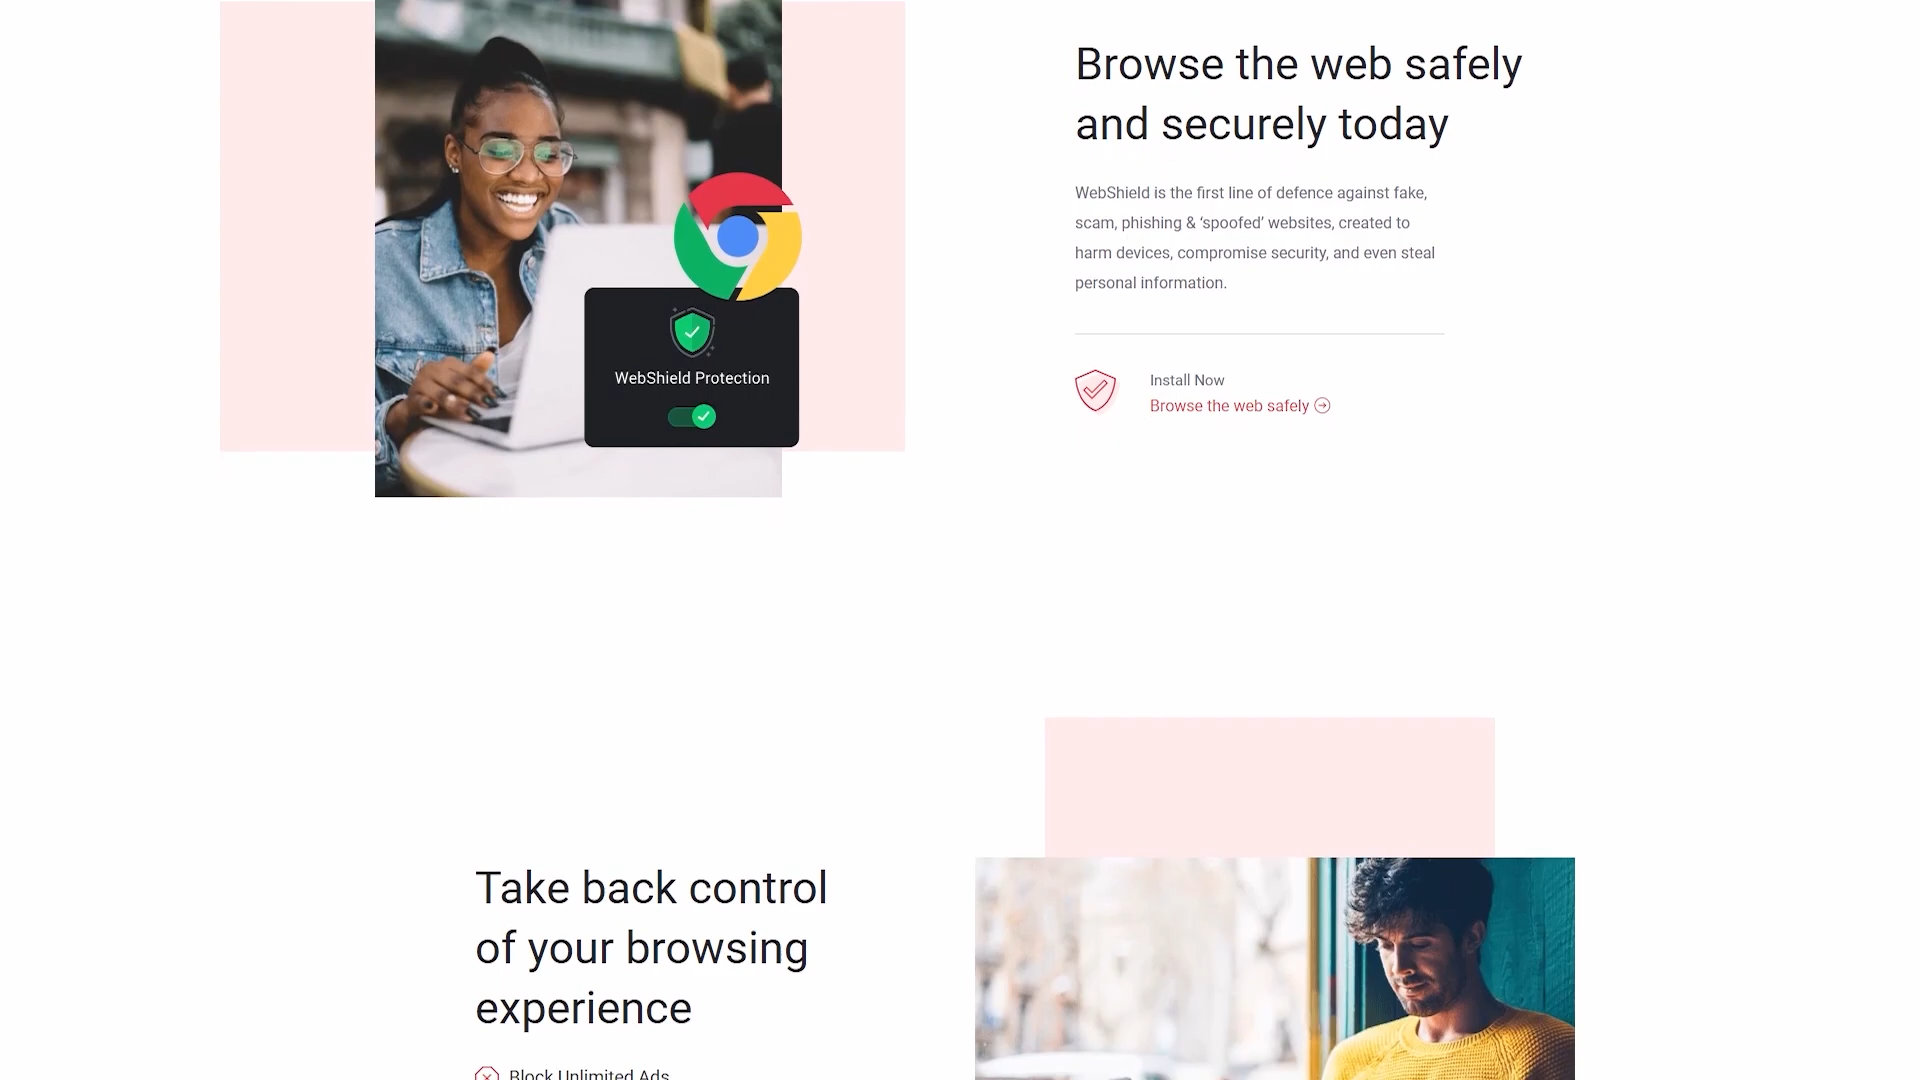 Browse the web safely
and securely today
WebShield is the first line of defence against fake,
scam, phishing & ‘spoofed’ websites, created to
harm devices, compromise security, and even steal
personal information.
WebShield Protection
Install Now
Browse the web safely
Take back control
of your browsing
experience
Block Unlimited Ads